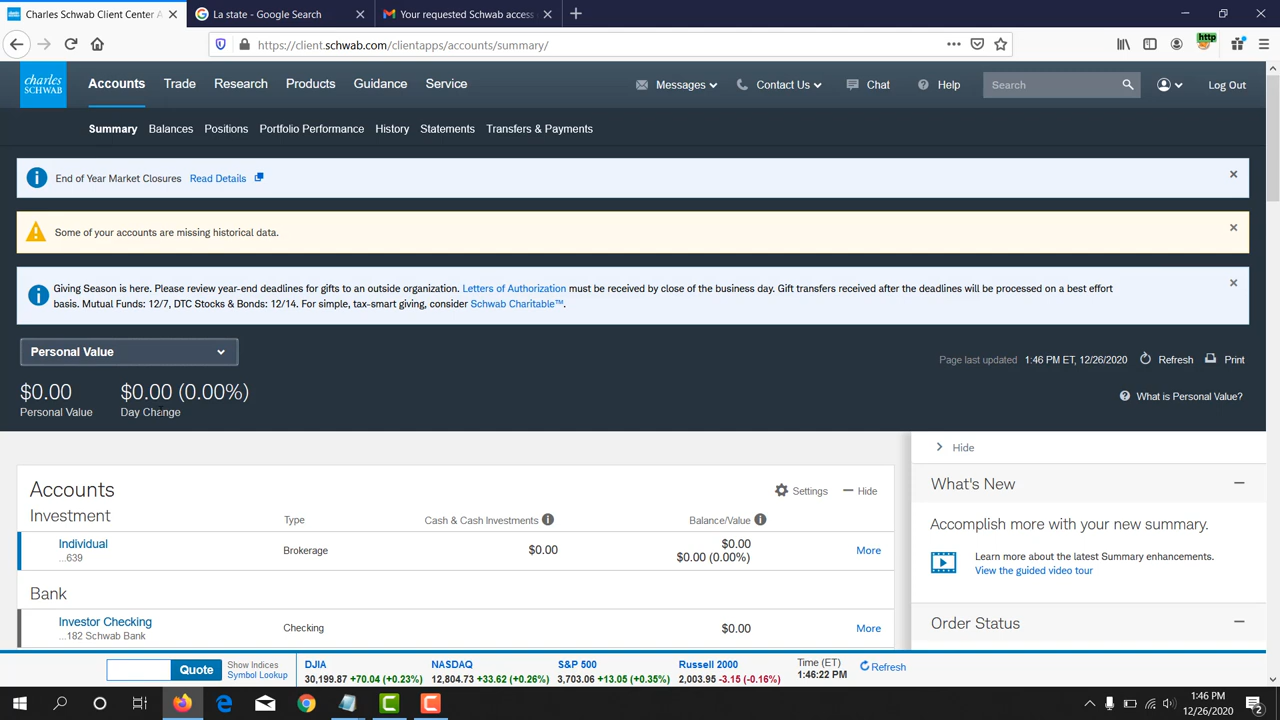 Charles Schwab Client Center A
La state - Google Search
Your requested Schwab access
https://client.schwab.com/clientapps/accounts/summary/
http
charles SCHWAB
Accounts
Trade
Research
Products
Guidance
Service
Messages
Contact Us
Chat
Help
Search
Log Out
Summary
Balances
Positions
Portfolio Performance
History
Statements
Transfers & Payments
End of Year Market Closures Read Details
Some of your accounts are missing historical data.
Giving Season is here. Please review year-end deadlines for gifts to an outside organization. Letters of Authorization must be received by close of the business day. Gift transfers received after the deadlines will be processed on a best effort
basis. Mutual Funds: 12/7, DTC Stocks & Bonds: 12/14. For simple, tax-smart giving, consider Schwab Charitable™.
Personal Value
Page last updated 1:46 PM ET, 12/26/2020 Refresh Print
$0.00 $0.00 (0.00%)
Personal Value Day Change
What is Personal Value?
Hide
Accounts
Settings Hide
Investment
Type
Cash & Cash Investments
Balance/Value
Individual
...639
Brokerage
$0.00
$0.00
$0.00 (0.00%)
More
Bank
Investor Checking
...182 Schwab Bank
Checking
$0.00
More
What's New
Accomplish more with your new summary.
Learn more about the latest Summary enhancements.
View the guided video tour
Order Status
Quote
Show Indices
Symbol Lookup
DJIA
30,199.87 +70.04 (+0.23%)
NASDAQ
12,804.73 +33.62 (+0.26%)
S&P 500
3,703.06 +13.05 (+0.35%)
Russell 2000
2,003.95 -3.15 (-0.16%)
Time (ET)
1:46:22 PM
Refresh
1:46 PM
12/26/2020
2